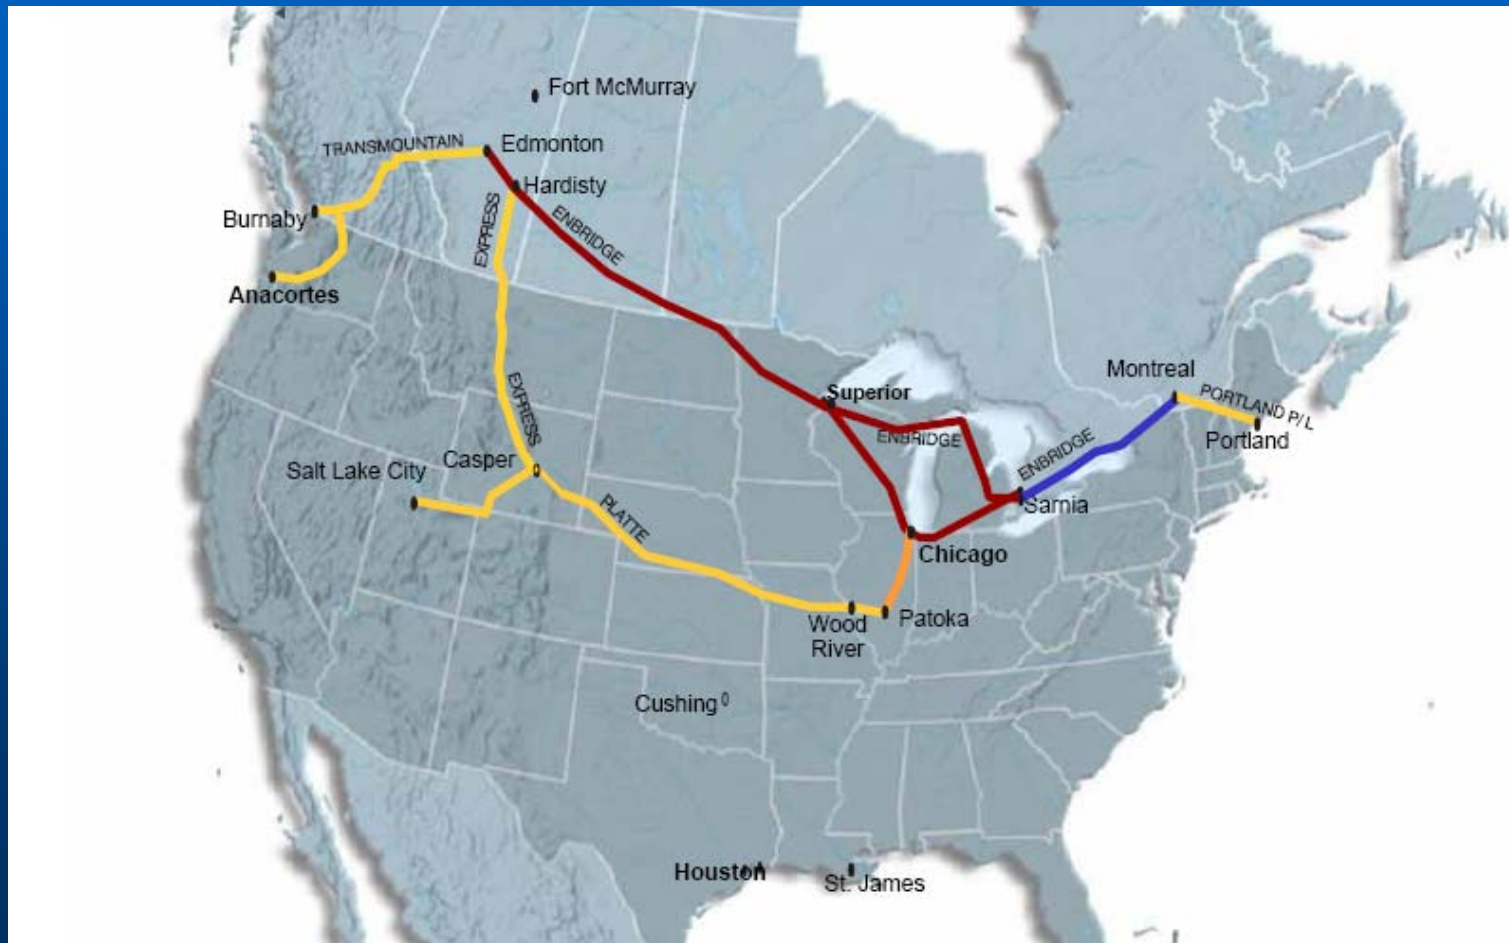 Fort McMurray
TRANSMOUNTAIN
Edmonton
Hardisty
Burnaby
EXPRESS
ENBRIDGE
Anacortes
Montreal
Superior
PORTLAND P/L
EXPRESS
ENBRIDGE
ENBRIDGE
Portland
Casper
Salt Lake City
Sarnia
PLATTE
Chicago
Wood
River
Patoka
Cushing
Houston
St. James